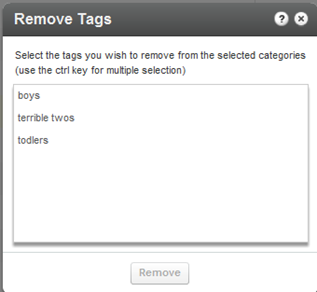 Remove Tags
?
Select the tags you wish to remove from the selected categories
(use the ctrl key for multiple selection)
boys
terrible twos
todlers
Remove